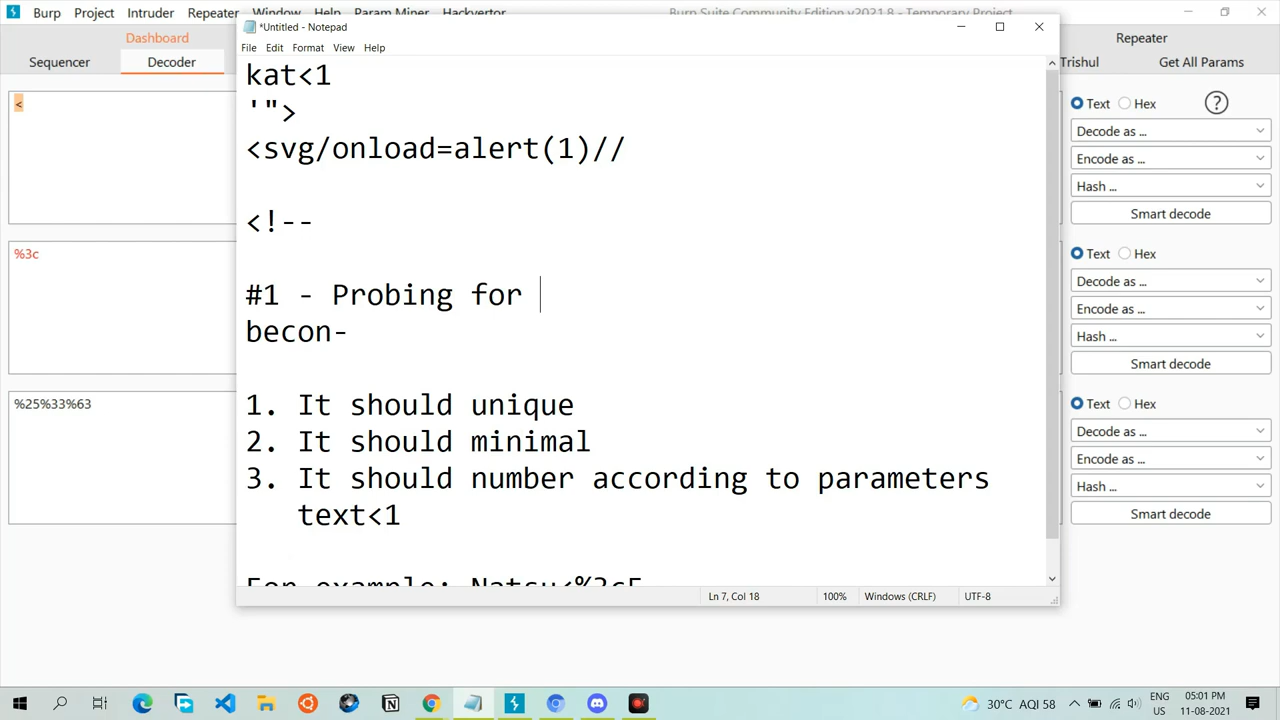 Burp Project Intruder Repeater Window Help Param Miner Hackvertor
Burp Suite Community Edition v2021.8 - Temporary Project
Dashboard
Repeater
Sequencer
Decoder
Trishul
Get All Params
*Untitled - Notepad
File Edit Format View Help
kat<1
'">
<svg/onload=alert(1)//
<!--
#1 - Probing for
becon-
1. It should unique
2. It should minimal
3. It should number according to parameters
text<1
For example: Natsu<%3cE
Ln 7, Col 18
100%
Windows (CRLF)
UTF-8
<
%3c
%25%33%63
Text Hex
?
Decode as ...
Encode as ...
Hash ...
Smart decode
Text Hex
Decode as ...
Encode as ...
Hash ...
Smart decode
Text Hex
Decode as ...
Encode as ...
Hash ...
Smart decode
30°C AQI 58
ENG
US
05:01 PM
11-08-2021